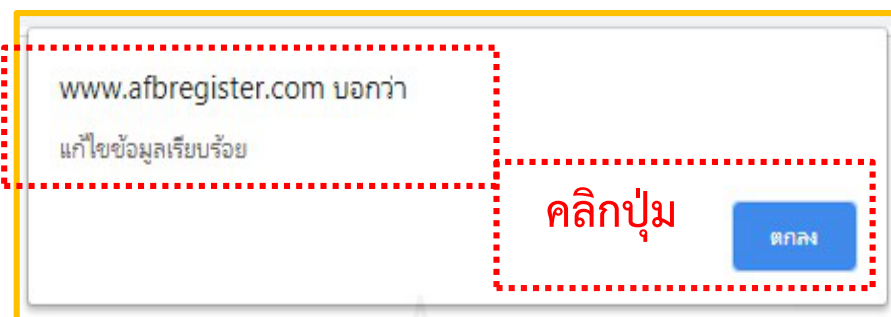 www.afbregister.com บอกว่า
แก้ไขข้อมูลเรียบร้อย
คลิกปุ่ม
ตกลง